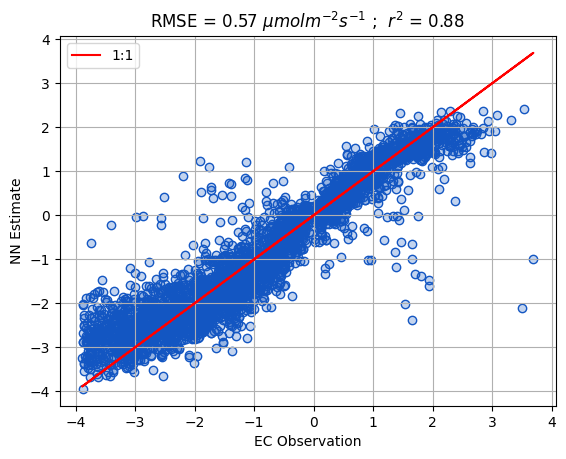 RMSE = 0.57 μmolm⁻²s⁻¹ ; r² = 0.88
1:1
4
3
2
1
0
−1
−2
−3
−4
NN Estimate
−4 −3 −2 −1 0 1 2 3 4
EC Observation